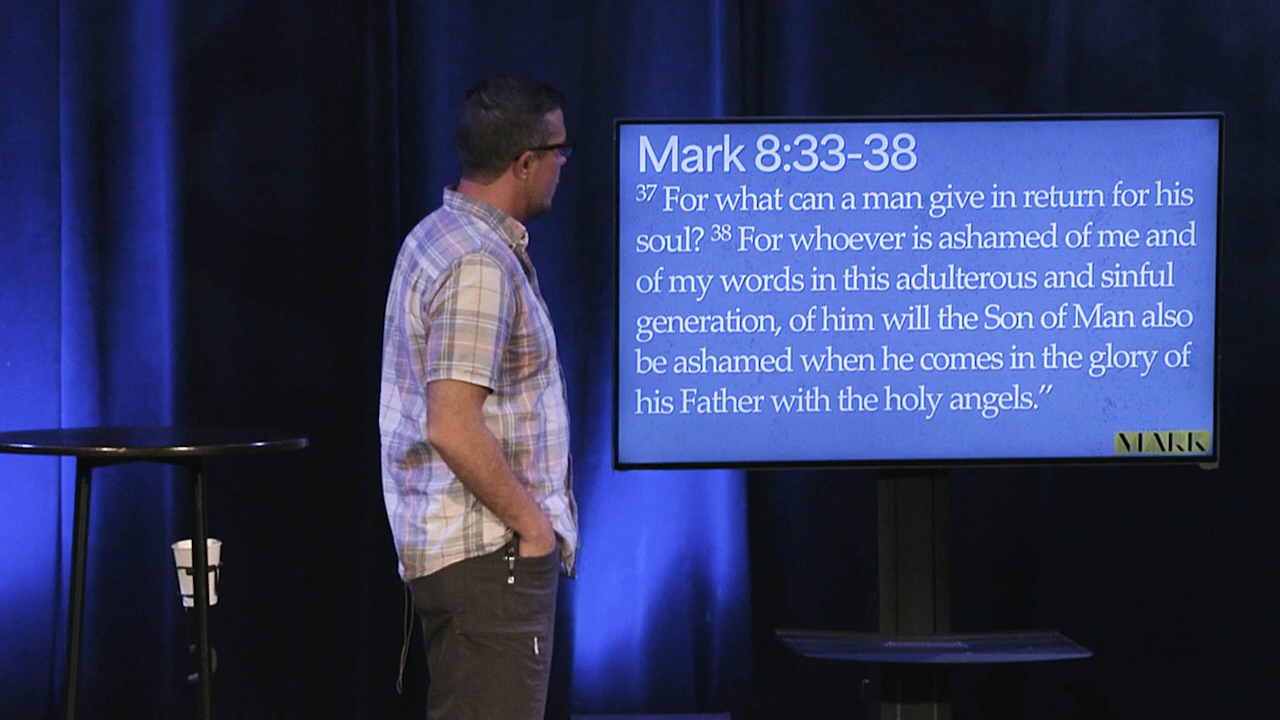 Mark 8:33-38
37 For what can a man give in return for his
soul? 38 For whoever is ashamed of me and
of my words in this adulterous and sinful
generation, of him will the Son of Man also
be ashamed when he comes in the glory of
his Father with the holy angels.”
MARK